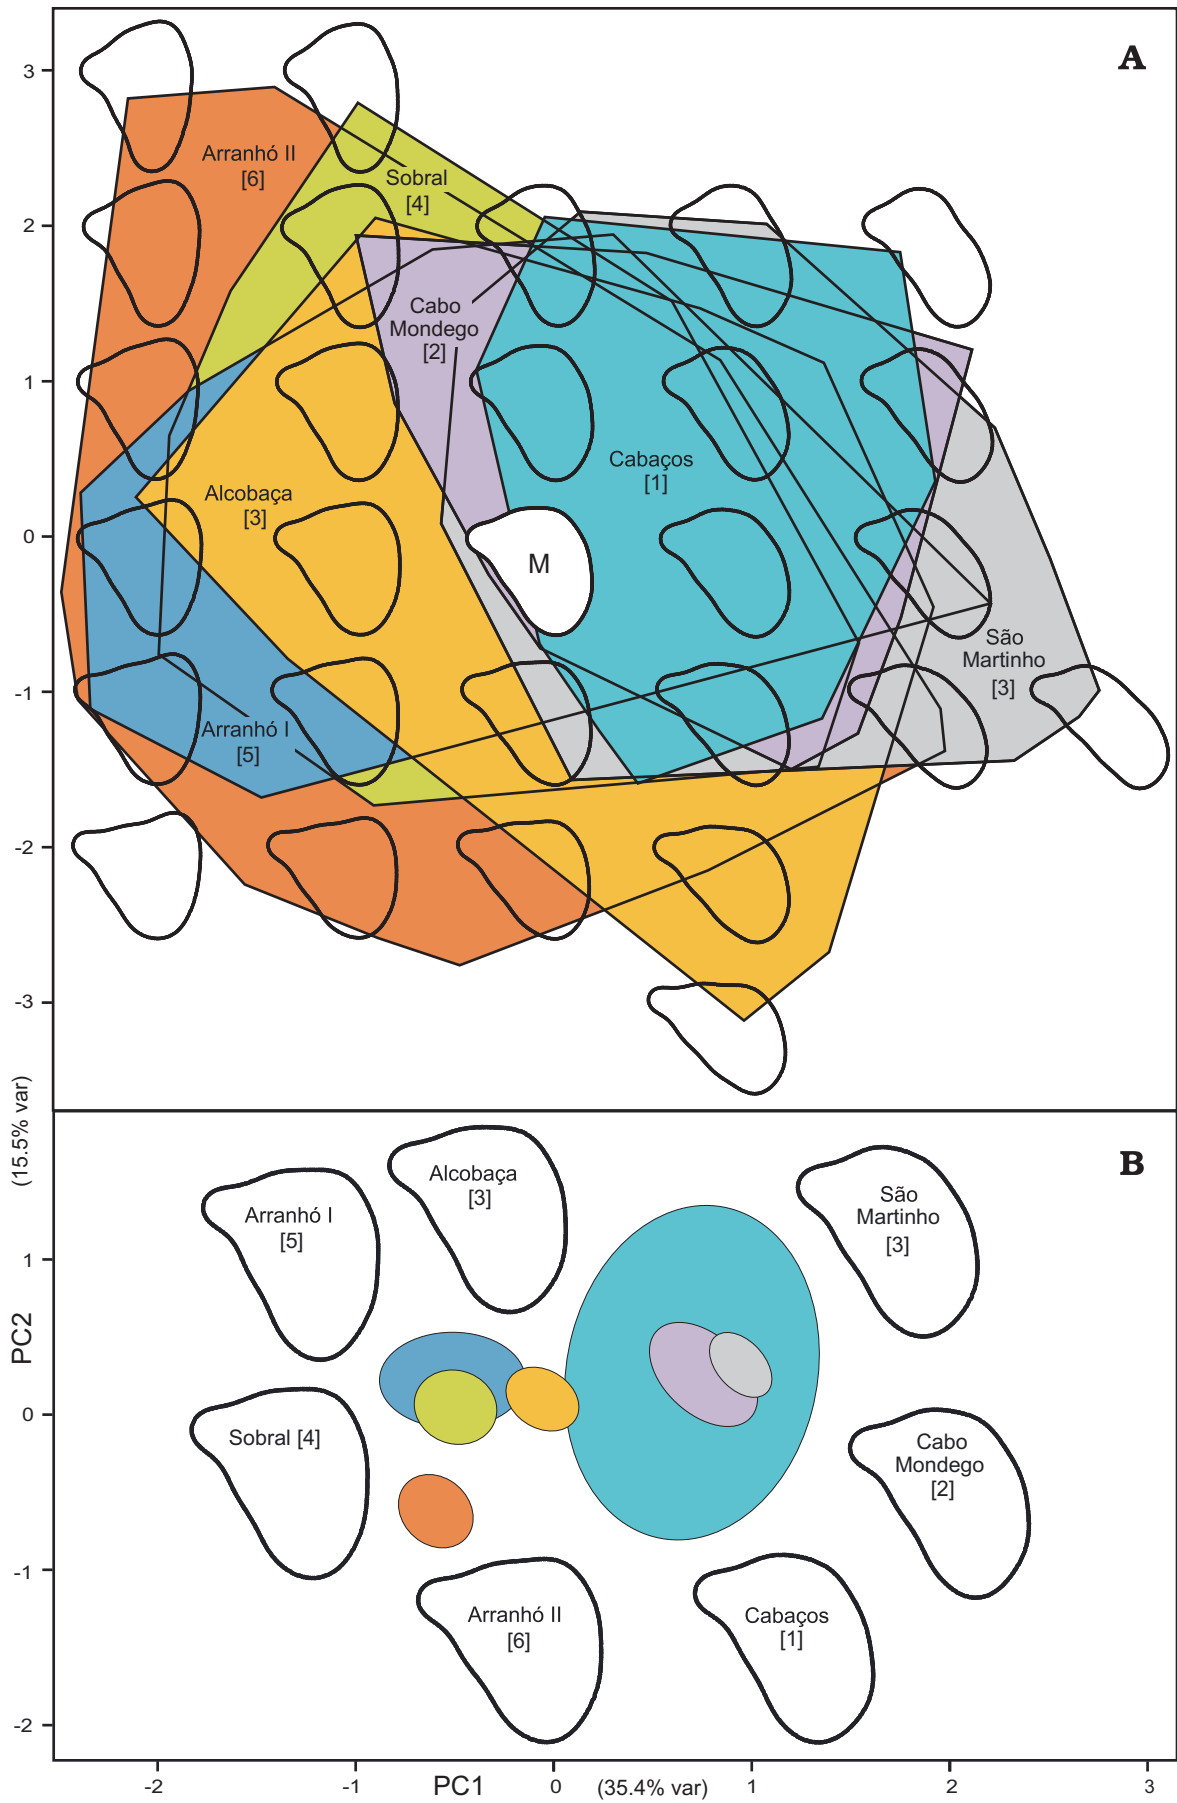 A
3
Arranhó II
[6]
Sobral
[4]
2
Cabo
Mondego
[2]
1
Cabaços
[1]
Alcobaça
[3]
0
M
São
Martinho
[3]
-1
Arranhó I
[5]
-2
-3
(15.5% var)
B
Alcobaça
[3]
São
Martinho
[3]
Arranhó I
[5]
1
PC2
0
Sobral [4]
Cabo
Mondego
[2]
-1
Arranhó II
[6]
Cabaços
[1]
-2
-2 -1 PC1 0 (35.4% var) 1 2 3